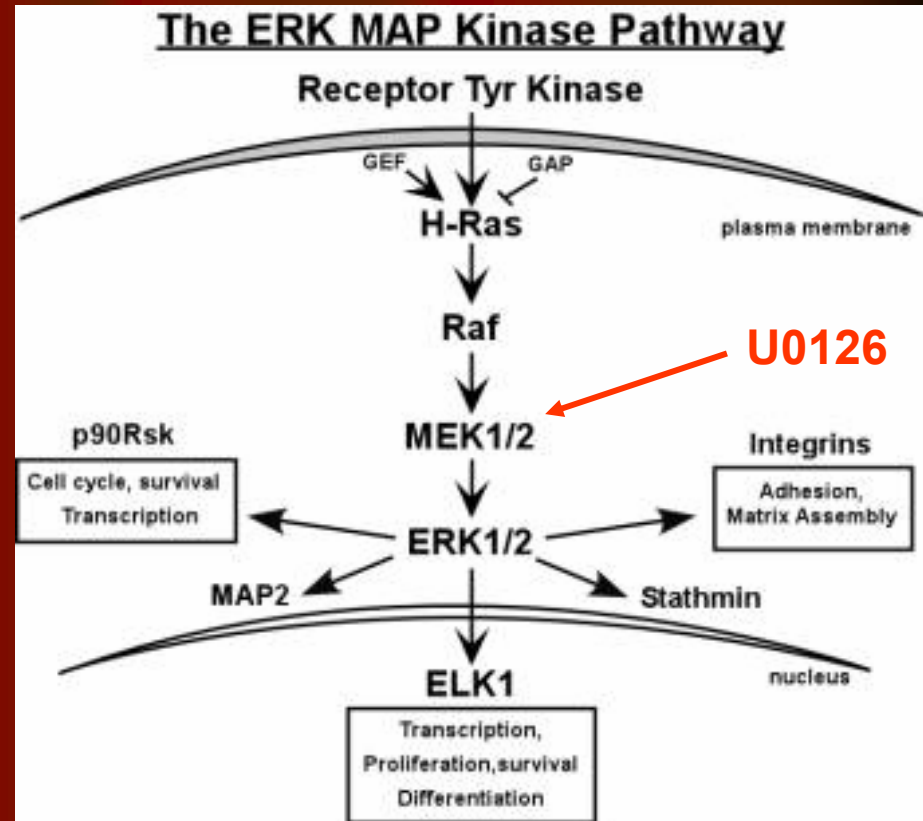 The ERK MAP Kinase Pathway
Receptor Tyr Kinase
GEF
GAP
H-Ras
plasma membrane
Raf
U0126
MEK1/2
p90Rsk
Cell cycle, survival
Transcription
Integrins
Adhesion,
Matrix Assembly
ERK1/2
MAP2
Stathmin
nucleus
ELK1
Transcription,
Proliferation,survival
Differentiation